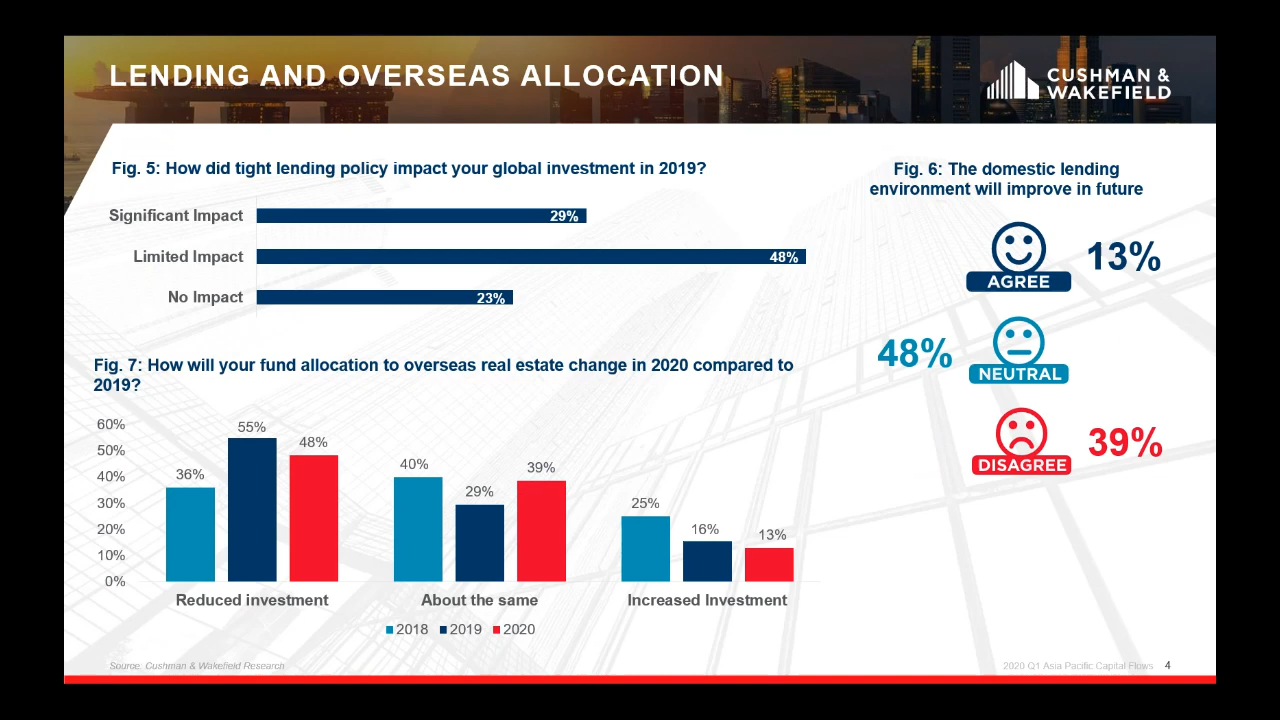 LENDING AND OVERSEAS ALLOCATION
CUSHMAN &
WAKEFIELD
Fig. 5: How did tight lending policy impact your global investment in 2019?
Significant Impact
29%
Limited Impact
48%
No Impact
23%
Fig. 6: The domestic lending
environment will improve in future
AGREE
13%
48%
NEUTRAL
DISAGREE
39%
Fig. 7: How will your fund allocation to overseas real estate change in 2020 compared to
2019?
60%
50%
40%
30%
20%
10%
0%
36%
55%
48%
40%
29%
39%
25%
16%
13%
Reduced investment
About the same
Increased Investment
2018
2019
2020
Source: Cushman & Wakefield Research
2020 Q1 Asia Pacific Capital Flows
4